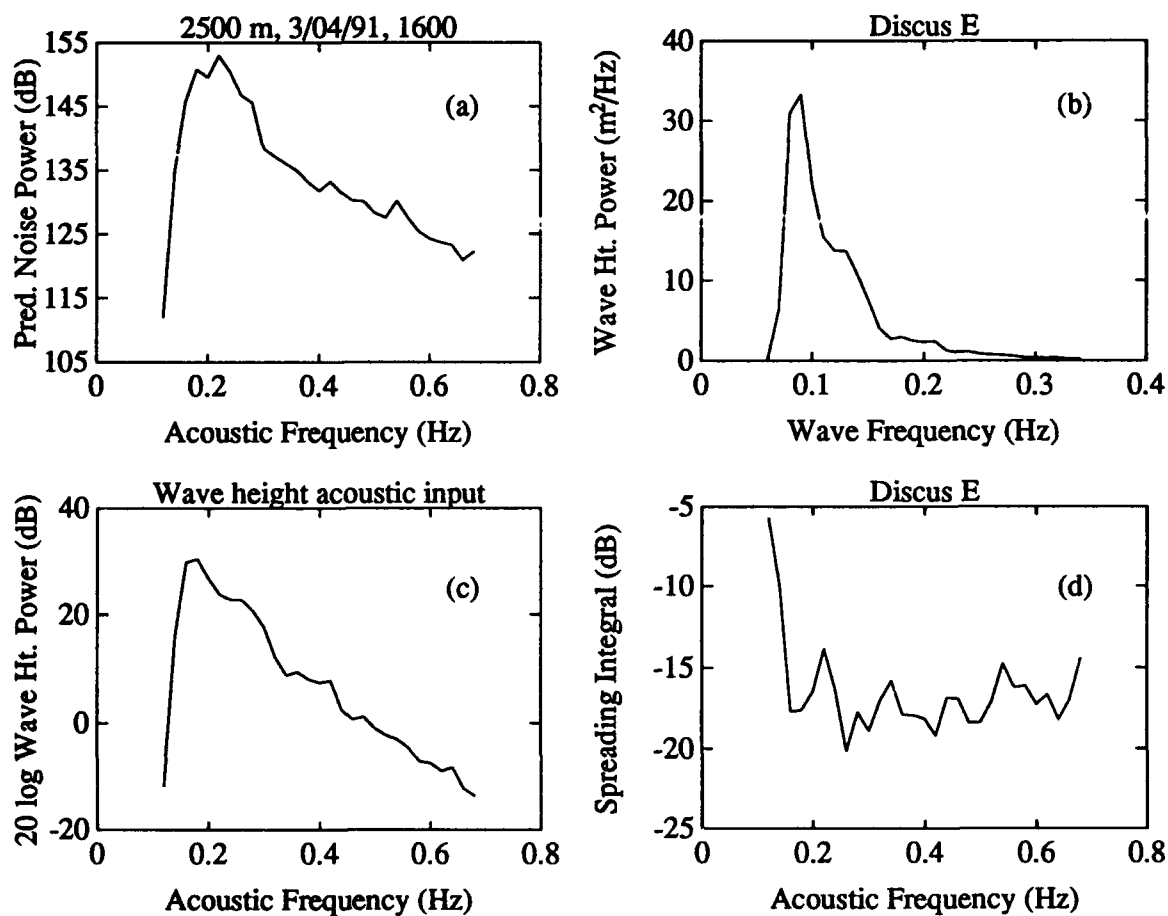 2500 m, 3/04/91, 1600
155
145
135
125
115
105
Pred. Noise Power (dB)
(a)
0
0.2
0.4
0.6
0.8
Acoustic Frequency (Hz)
Discus E
40
30
20
10
0
Wave Ht. Power (m²/Hz)
(b)
0
0.1
0.2
0.3
0.4
Wave Frequency (Hz)
Wave height acoustic input
40
20
0
-20
20 log Wave Ht. Power (dB)
(c)
0
0.2
0.4
0.6
0.8
Acoustic Frequency (Hz)
Discus E
-5
-10
-15
-20
-25
Spreading Integral (dB)
(d)
0
0.2
0.4
0.6
0.8
Acoustic Frequency (Hz)